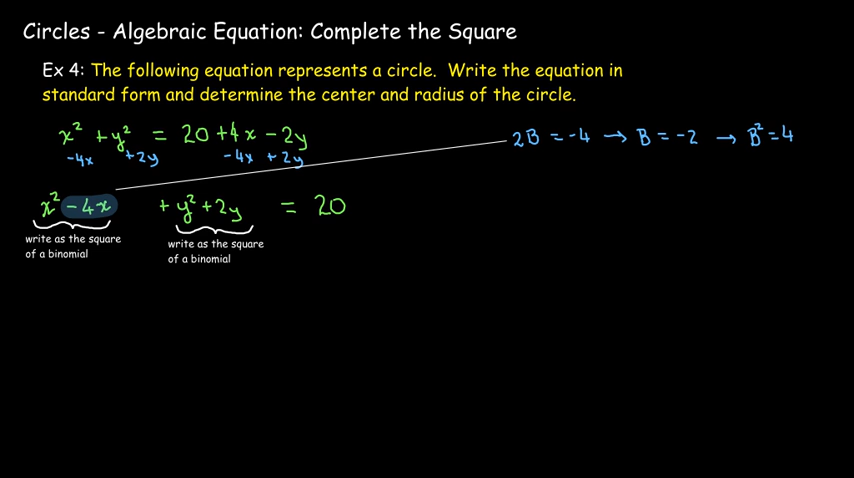 Circles - Algebraic Equation: Complete the Square
Ex 4: The following equation represents a circle. Write the equation in
standard form and determine the center and radius of the circle.
x² + y² = 20 + 4x - 2y
-4x +2y -4x + 2y
2B = -4 → B = -2 → B² = 4
x² - 4x + y² + 2y = 20
write as the square
of a binomial
write as the square
of a binomial